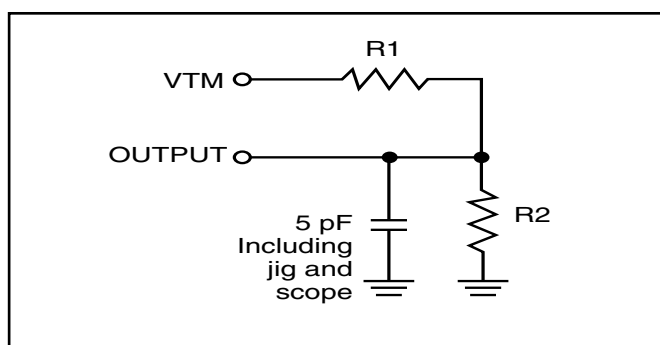 R1
VTM
OUTPUT
5 pF
Including
jig and
scope
R2